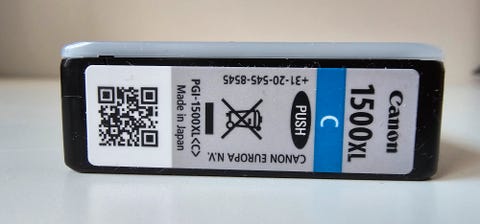 Canon
1500XL
C
PUSH
CANON EUROPA N.V.
+31-20-545-8545
PGI-1500XL<C>
Made in Japan